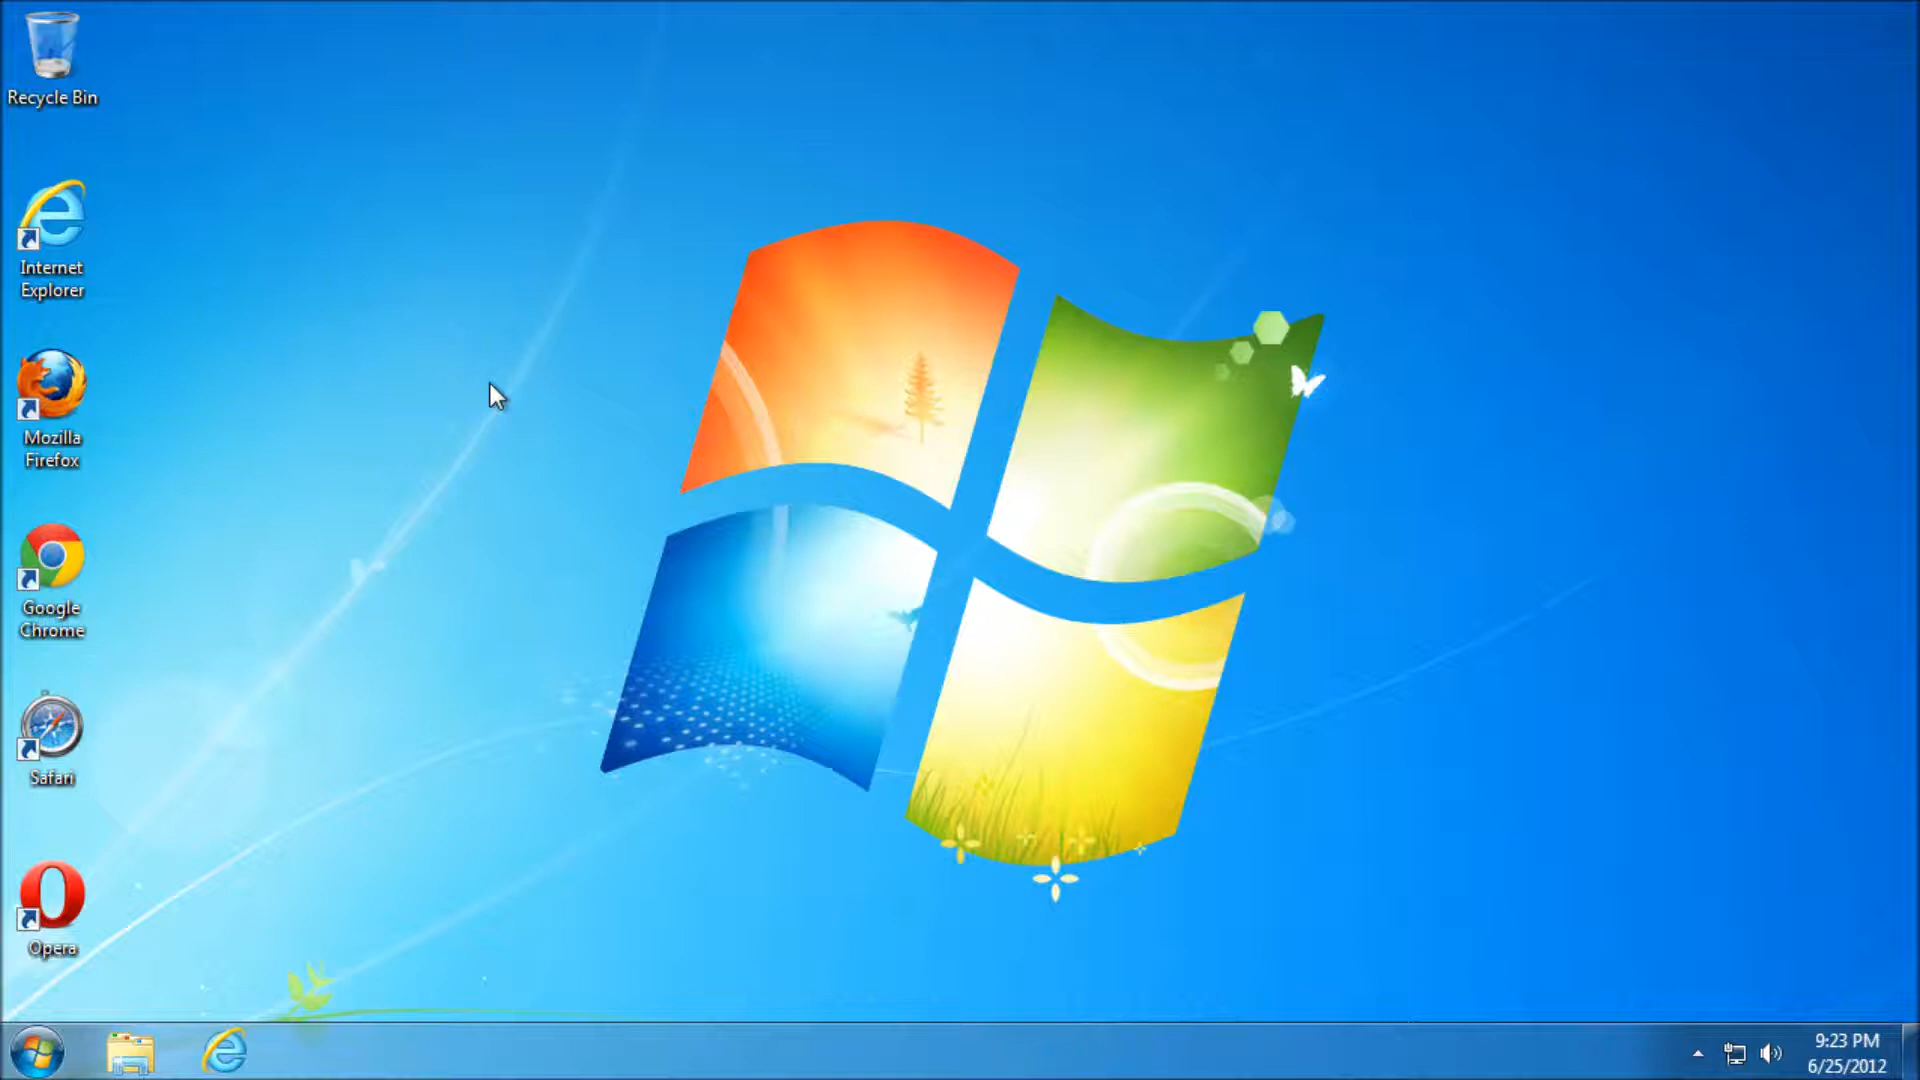 Recycle Bin
Internet
Explorer
Mozilla
Firefox
Google
Chrome
Safari
Opera
9:23 PM
6/25/2012